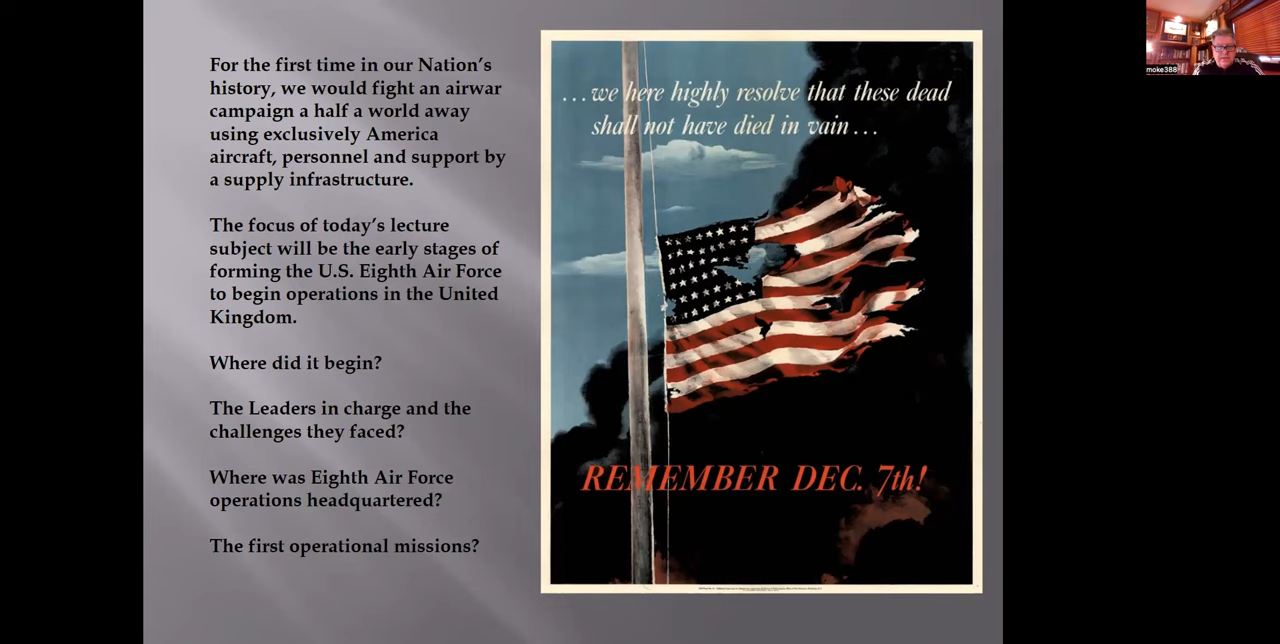 For the first time in our Nation's
history, we would fight an airwar
campaign a half a world away
using exclusively America
aircraft, personnel and support by
a supply infrastructure.
The focus of today's lecture
subject will be the early stages of
forming the U.S. Eighth Air Force
to begin operations in the United
Kingdom.
Where did it begin?
The Leaders in charge and the
challenges they faced?
Where was Eighth Air Force
operations headquartered?
The first operational missions?
...we here highly resolve that these dead
shall not have died in vain...
REMEMBER DEC. 7th!
moke388